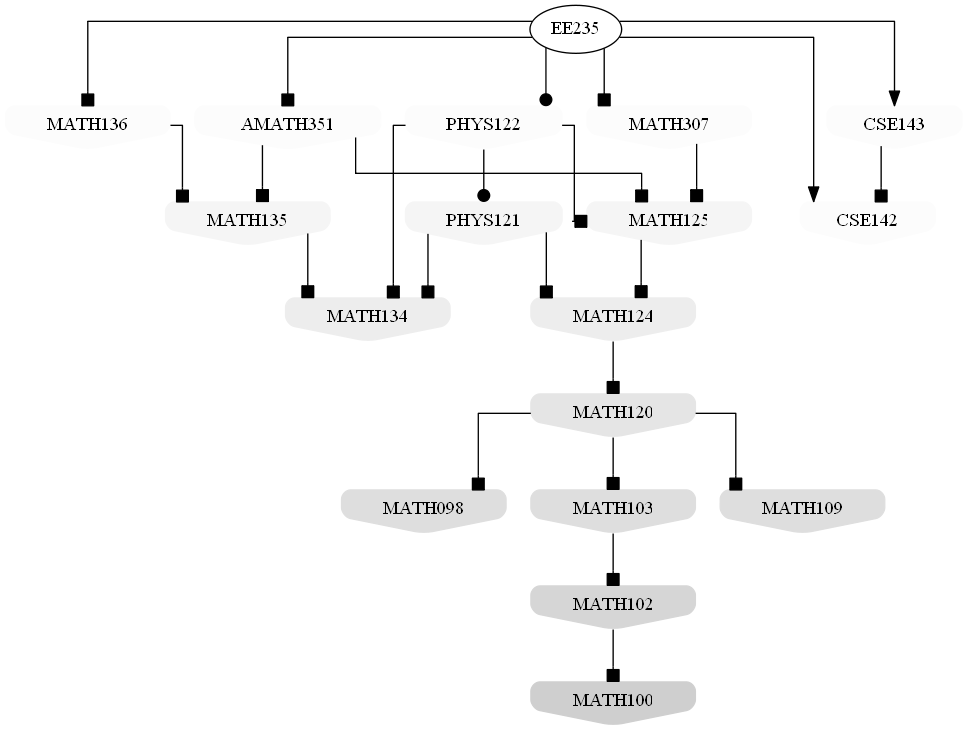 EE235
MATH136
AMATH351
PHYS122
MATH307
CSE143
MATH135
PHYS121
MATH125
CSE142
MATH134
MATH124
MATH120
MATH098
MATH103
MATH109
MATH102
MATH100